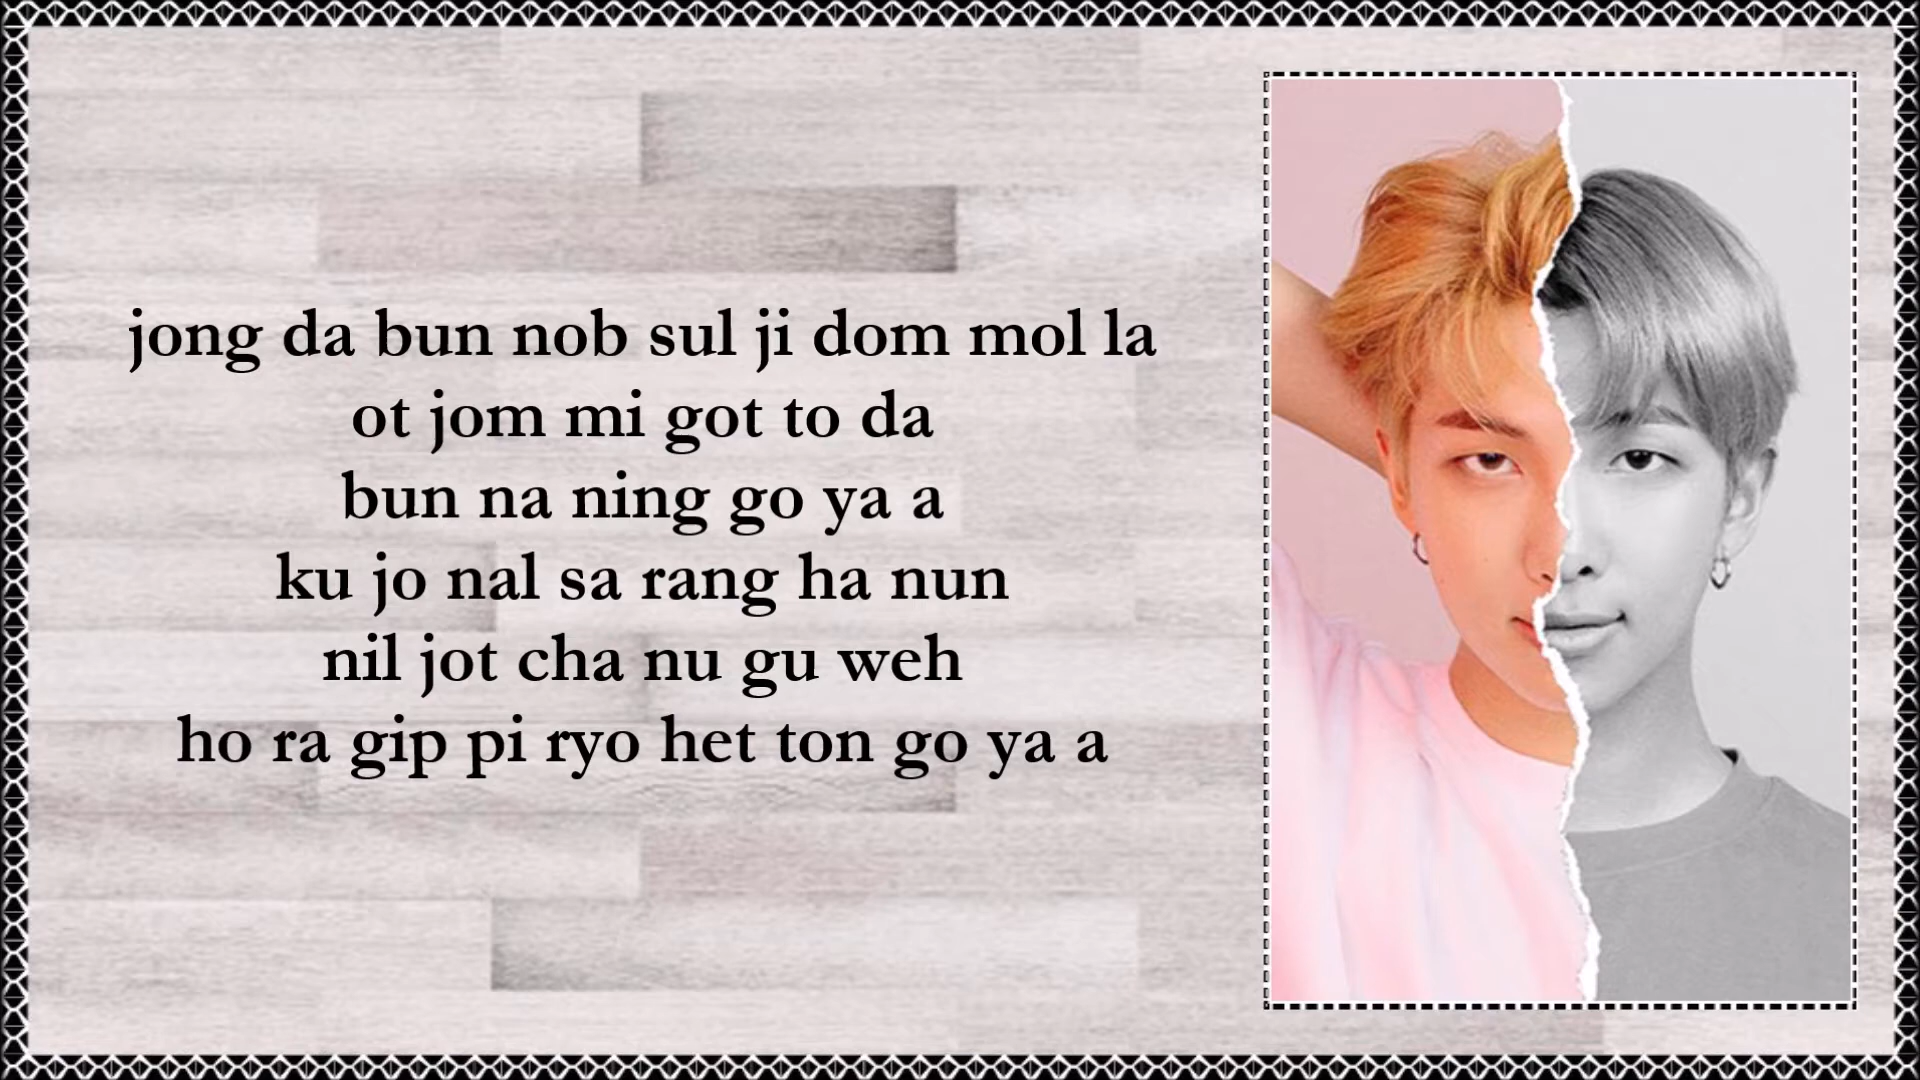 jong da bun nob sul ji dom mol la
ot jom mi got to da
bun na ning go ya a
ku jo nal sa rang ha nun
nil jot cha nu gu weh
ho ra gip pi ryo het ton go ya a